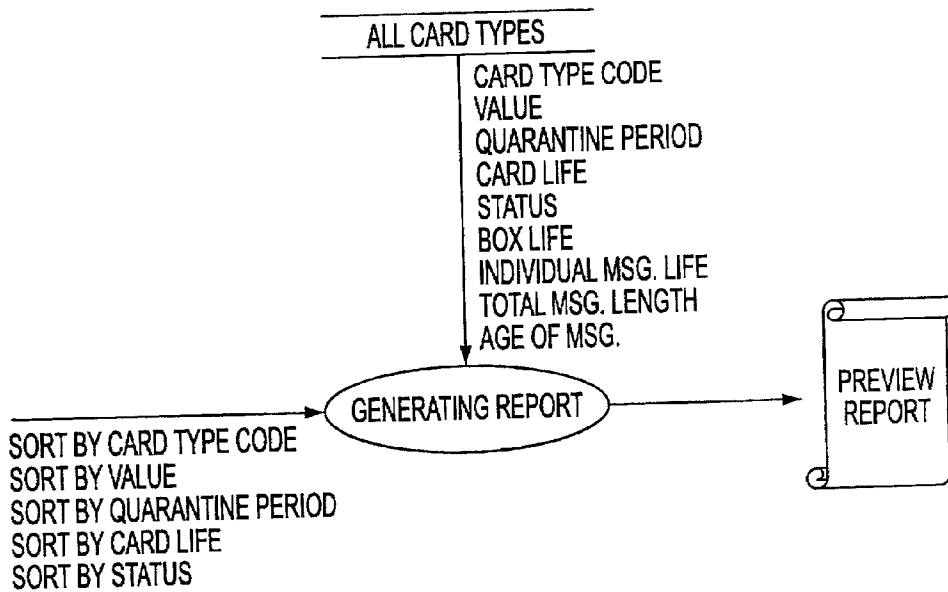 ALL CARD TYPES
CARD TYPE CODE
VALUE
QUARANTINE PERIOD
CARD LIFE
STATUS
BOX LIFE
INDIVIDUAL MSG. LIFE
TOTAL MSG. LENGTH
AGE OF MSG.
GENERATING REPORT
PREVIEW
REPORT
SORT BY CARD TYPE CODE
SORT BY VALUE
SORT BY QUARANTINE PERIOD
SORT BY CARD LIFE
SORT BY STATUS